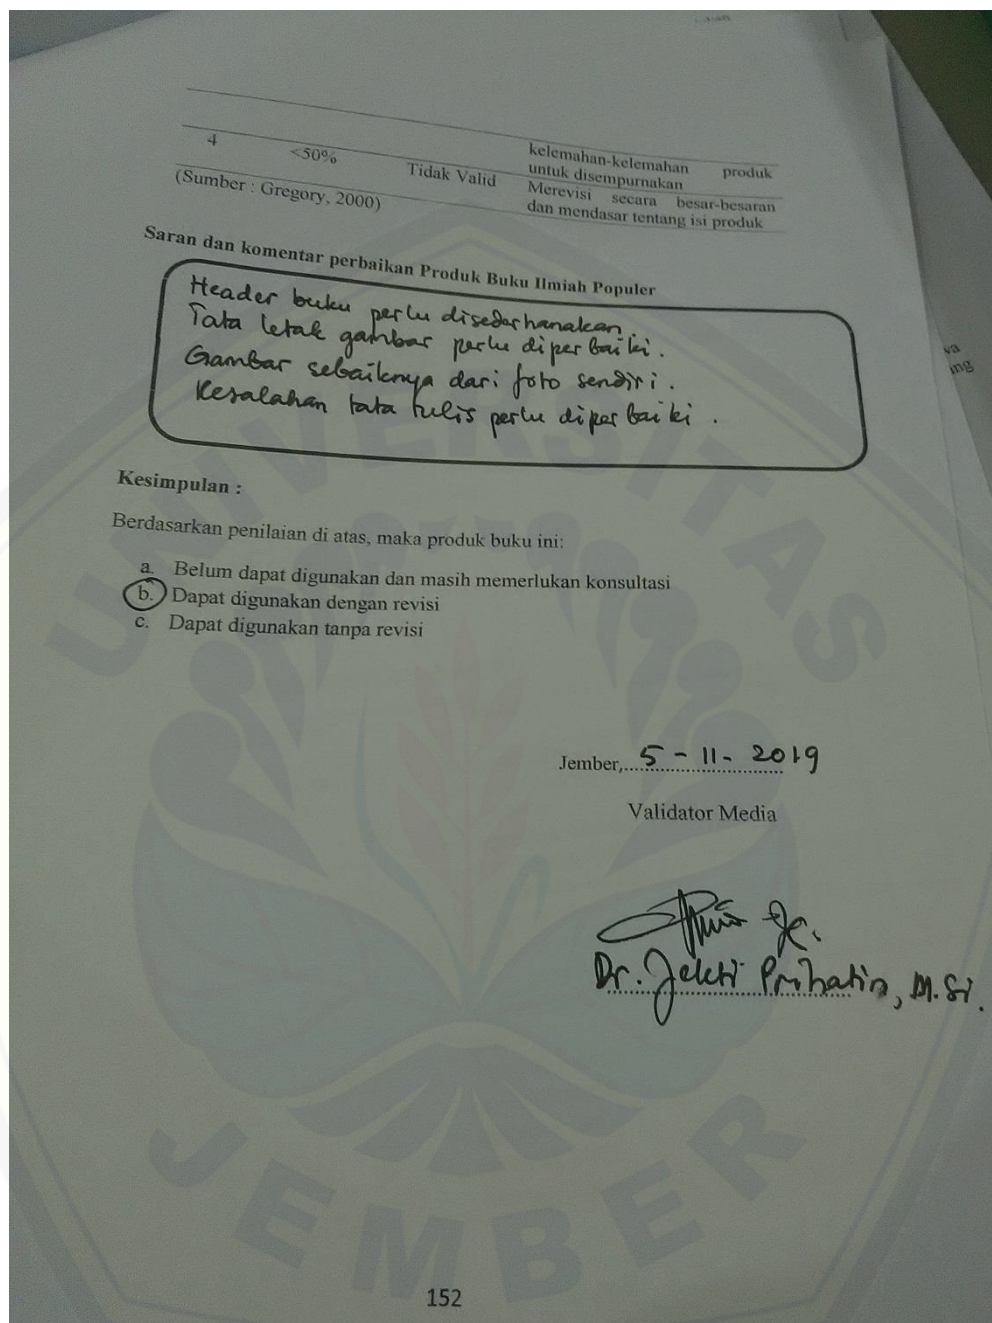 kelemahan-kelemahan produk
untuk disempurnakan
4 <50% Tidak Valid Merevisi secara besar-besaran
dan mendasar tentang isi produk
(Sumber : Gregory, 2000)
Saran dan komentar perbaikan Produk Buku Ilmiah Populer
Header buku perlu disederhanakan.
Tata letak gambar perlu diperbaiki.
Gambar sebaiknya dari foto sendiri.
Kesalahan tata tulis perlu diperbaiki.
Kesimpulan :
Berdasarkan penilaian di atas, maka produk buku ini:
a. Belum dapat digunakan dan masih memerlukan konsultasi
b. Dapat digunakan dengan revisi
c. Dapat digunakan tanpa revisi
Jember, 5 - 11 - 2019
Validator Media
Dr. Jekti Prihatin, M.Si.
UNIVERSITAS
JEMBER
152